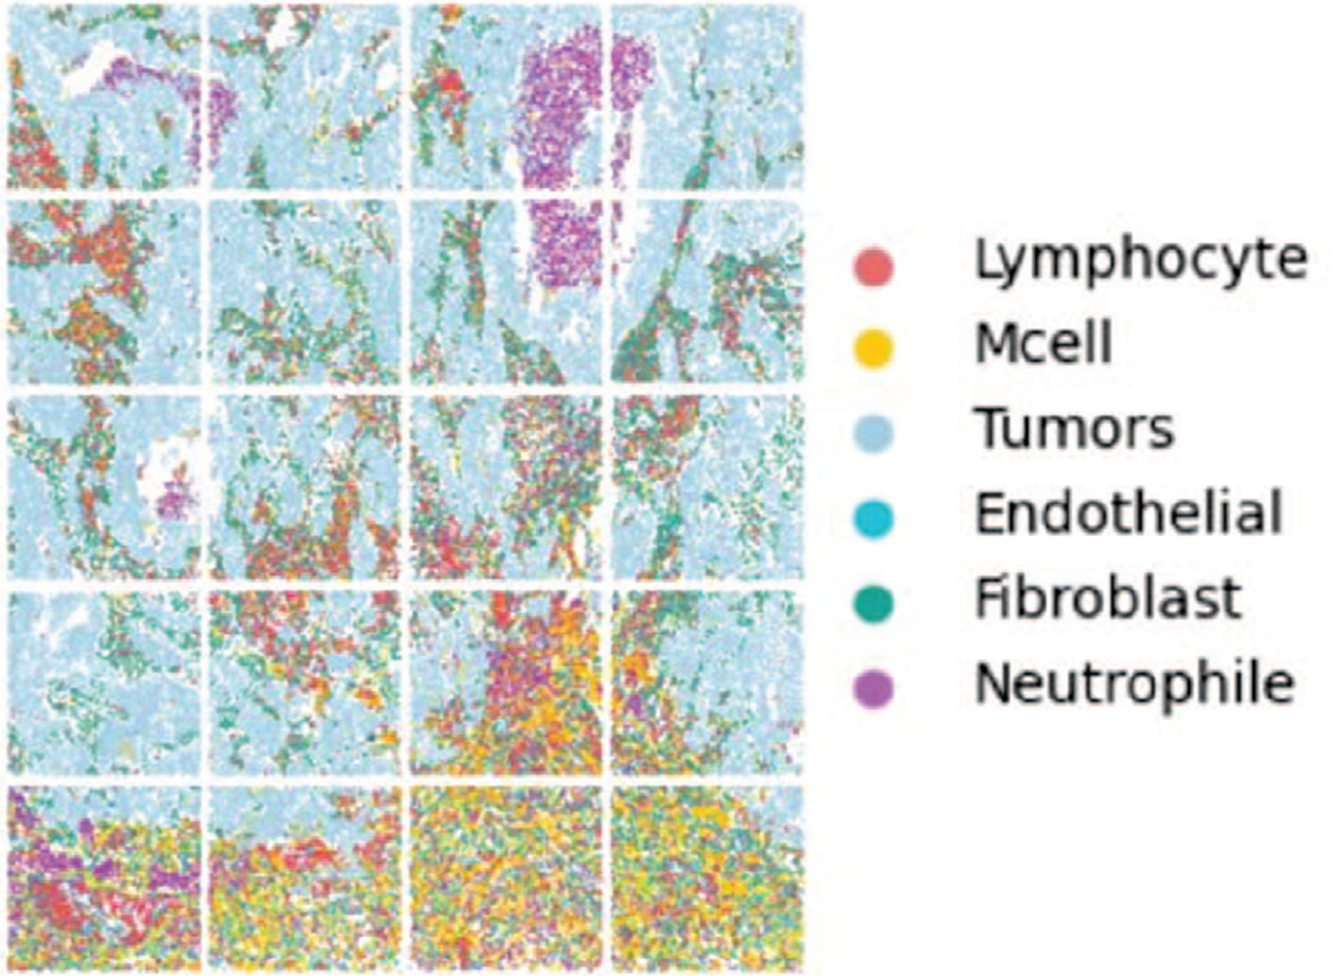 Lymphocyte
Mcell
Tumors
Endothelial
Fibroblast
Neutrophile